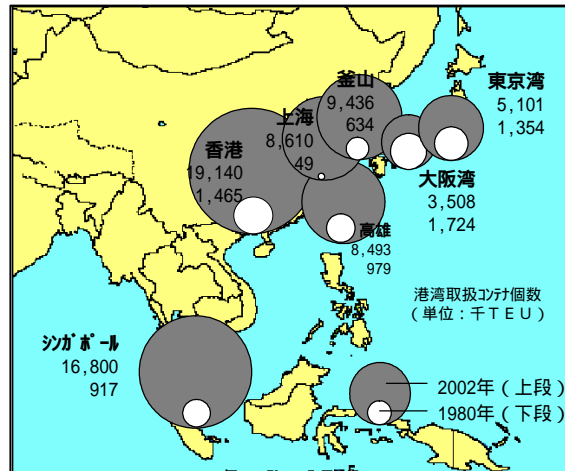 釜山
9,436
634
東京湾
5,101
1,354
上海
8,610
49
香港
19,140
1,465
大阪湾
3,508
1,724
高雄
8,493
979
港湾取扱ｺﾝﾃﾅ個数
(単位：千ＴＥＵ)
ｼﾝｶﾞﾎﾟｰﾙ
16,800
917
2002年(上段)
1980年(下段)